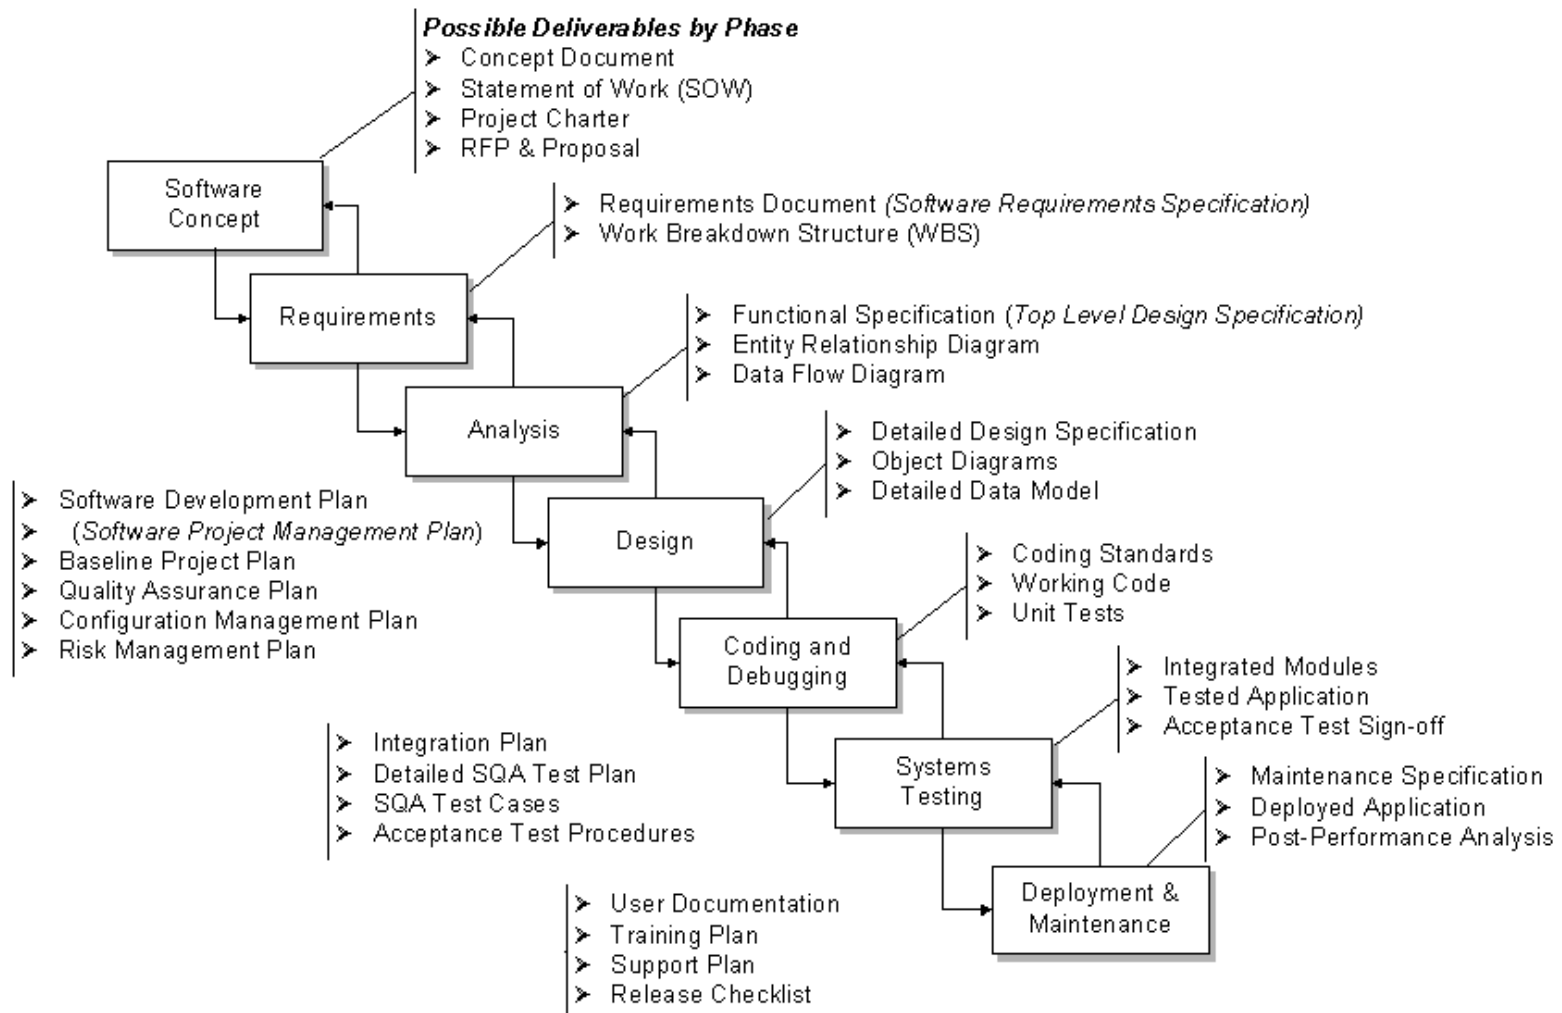 Possible Deliverables by Phase
➤ Concept Document
➤ Statement of Work (SOW)
➤ Project Charter
➤ RFP & Proposal
Software
Concept
➤ Requirements Document (Software Requirements Specification)
➤ Work Breakdown Structure (WBS)
Requirements
➤ Functional Specification (Top Level Design Specification)
➤ Entity Relationship Diagram
➤ Data Flow Diagram
Analysis
➤ Detailed Design Specification
➤ Object Diagrams
➤ Detailed Data Model
➤ Software Development Plan
➤ (Software Project Management Plan)
➤ Baseline Project Plan
➤ Quality Assurance Plan
➤ Configuration Management Plan
➤ Risk Management Plan
Design
➤ Coding Standards
➤ Working Code
➤ Unit Tests
Coding and
Debugging
➤ Integrated Modules
➤ Tested Application
➤ Acceptance Test Sign-off
➤ Integration Plan
➤ Detailed SQA Test Plan
➤ SQA Test Cases
➤ Acceptance Test Procedures
Systems
Testing
➤ Maintenance Specification
➤ Deployed Application
➤ Post-Performance Analysis
Deployment &
Maintenance
➤ User Documentation
➤ Training Plan
➤ Support Plan
➤ Release Checklist